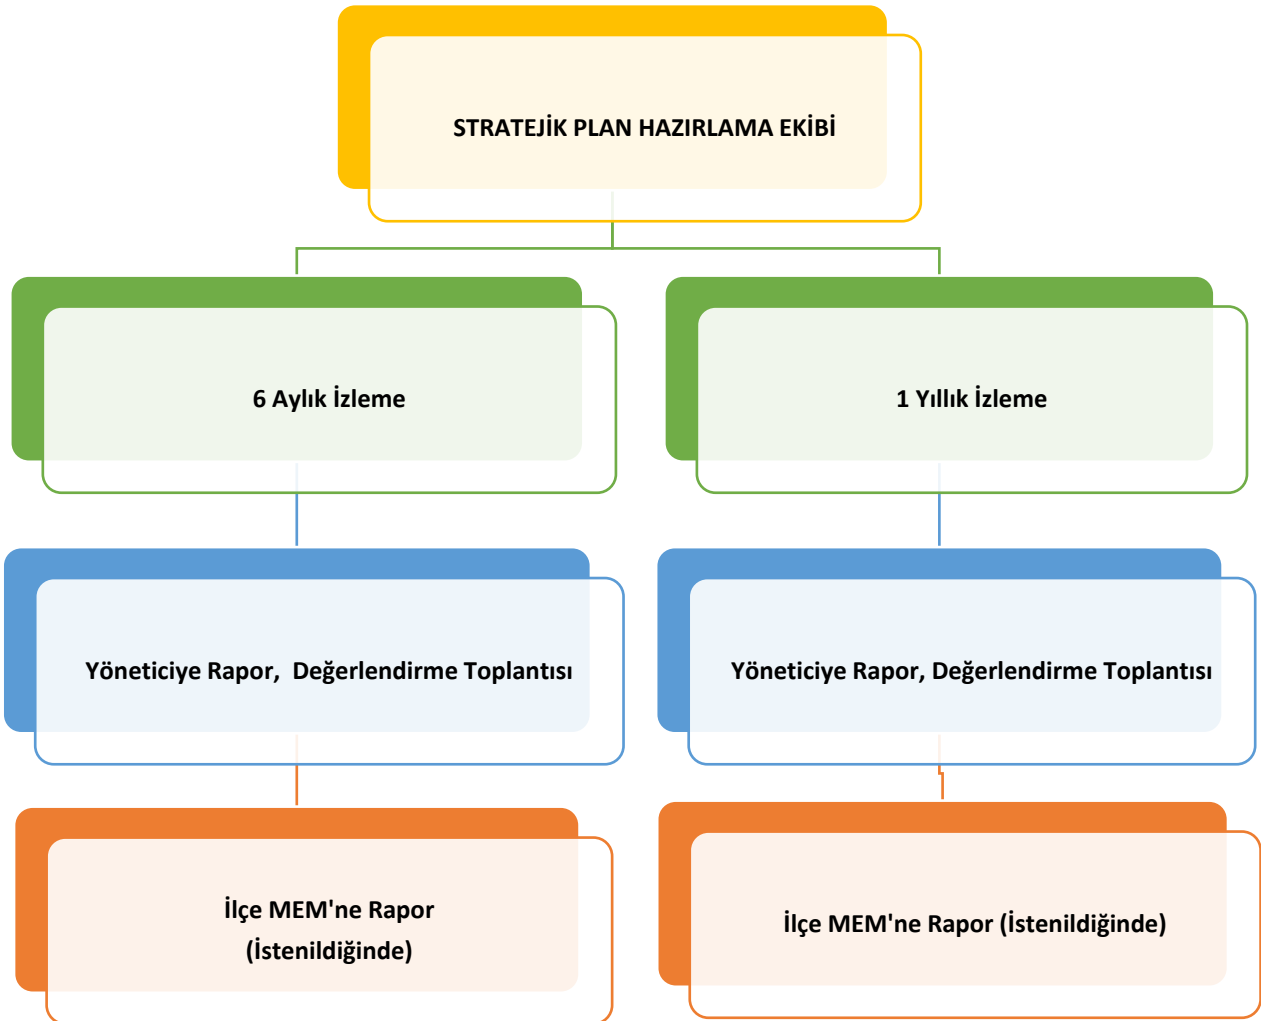 STRATEJİK PLAN HAZIRLAMA EKİBİ
6 Aylık İzleme
1 Yıllık İzleme
Yöneticiye Rapor,  Değerlendirme Toplantısı
Yöneticiye Rapor, Değerlendirme Toplantısı
İlçe MEM'ne Rapor
(İstenildiğinde)
İlçe MEM'ne Rapor (İstenildiğinde)